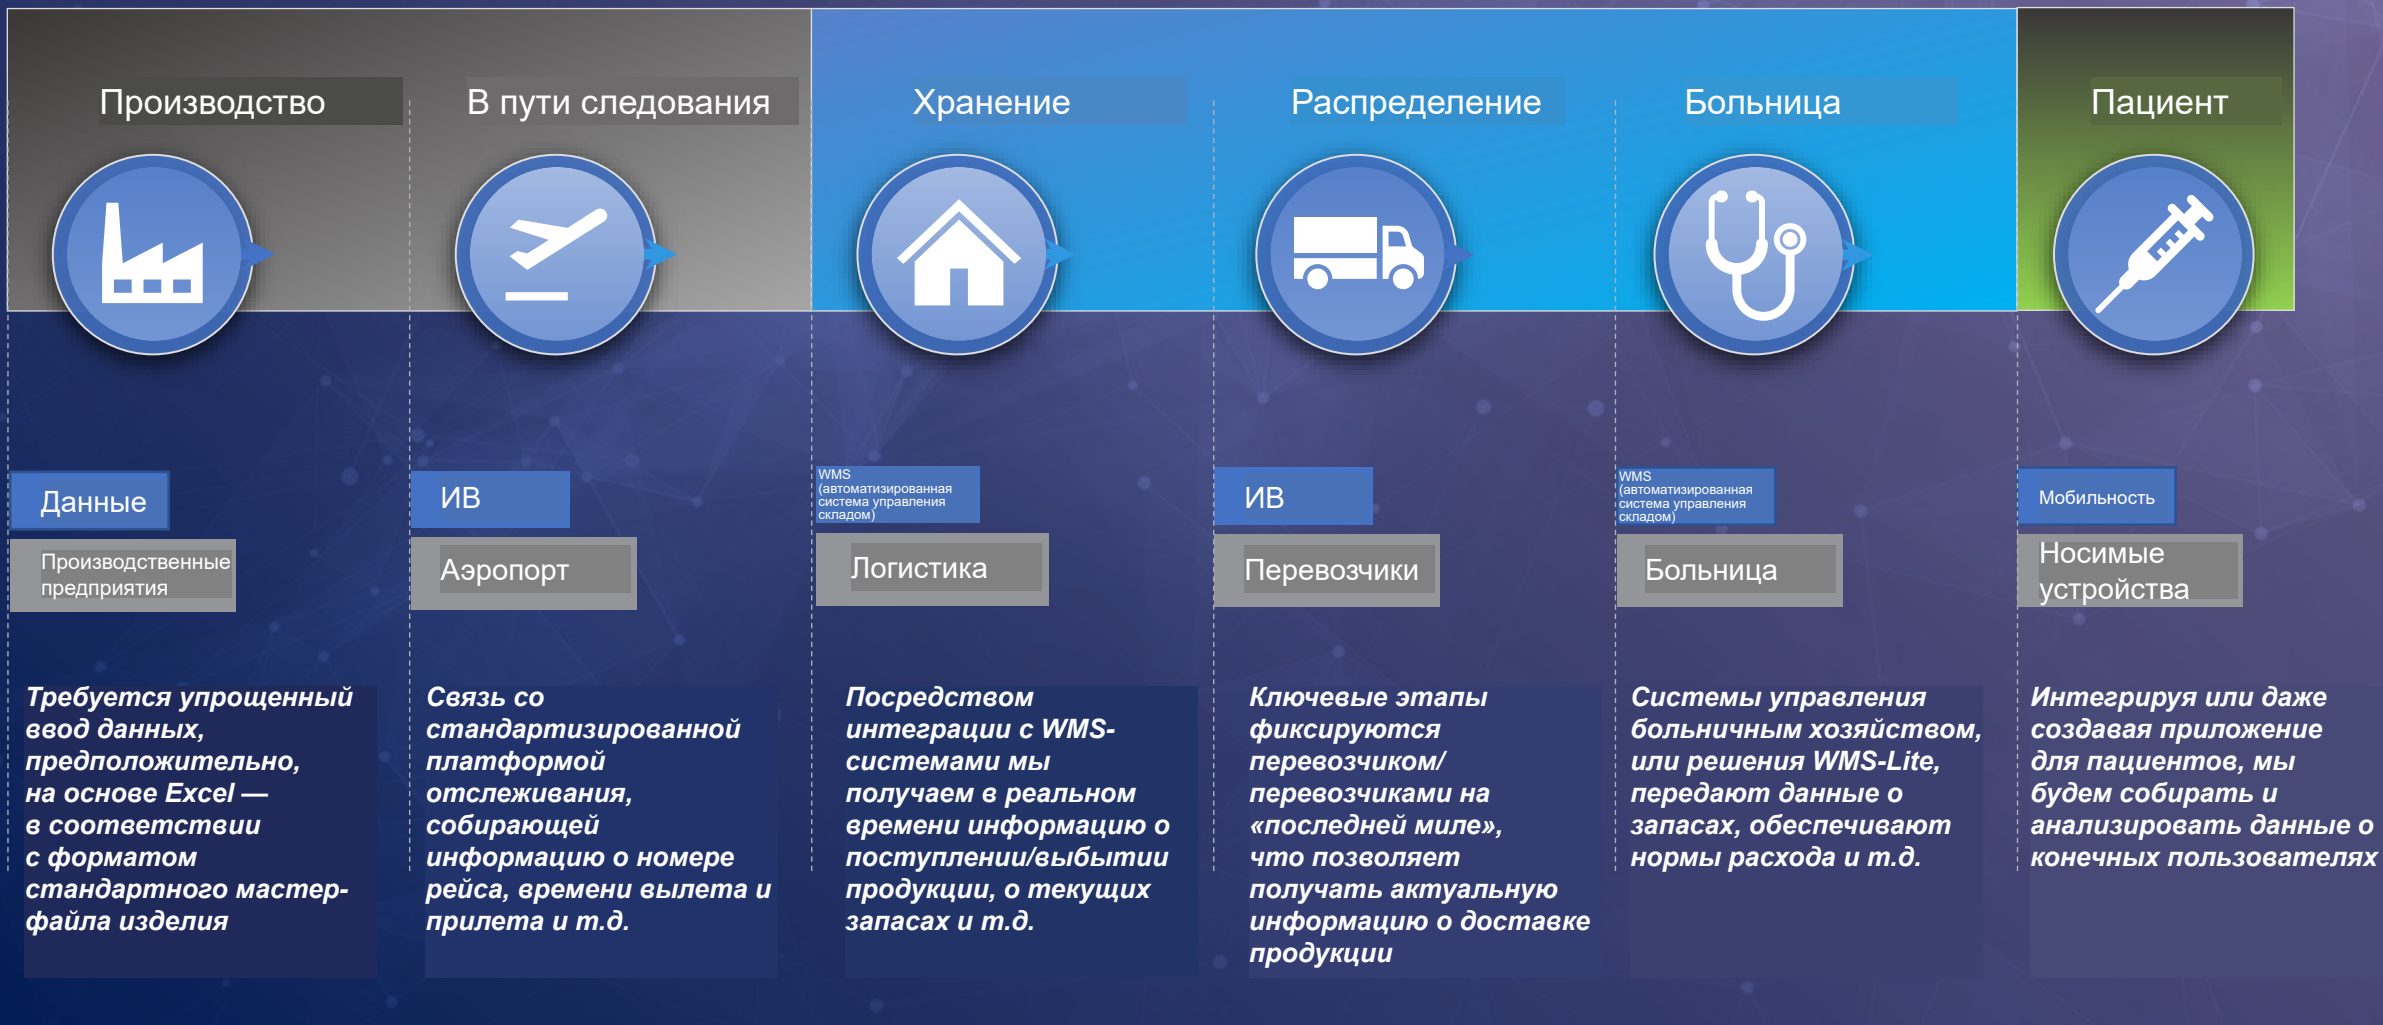 Производство
В пути следования
Хранение
Распределение
Больница
Пациент
Данные
Производственные
предприятия
ИВ
Аэропорт
WMS
(автоматизированная
система управления
складом)
Логистика
ИВ
Перевозчики
WMS
(автоматизированная
система управления
складом)
Больница
Мобильность
Носимые
устройства
Требуется упрощенный
ввод данных,
предположительно,
на основе Excel —
в соответствии
с форматом
стандартного мастер-
файла изделия
Связь со
стандартизированной
платформой
отслеживания,
собирающей
информацию о номере
рейса, времени вылета и
прилета и т.д.
Посредством
интеграции с WMS-
системами мы
получаем в реальном
времени информацию о
поступлении/выбытии
продукции, о текущих
запасах и т.д.
Ключевые этапы
фиксируются
перевозчиком/
перевозчиками на
«последней миле»,
что позволяет
получать актуальную
информацию о доставке
продукции
Системы управления
больничным хозяйством,
или решения WMS-Lite,
передают данные о
запасах, обеспечивают
нормы расхода и т.д.
Интегрируя или даже
создавая приложение
для пациентов, мы
будем собирать и
анализировать данные о
конечных пользователях